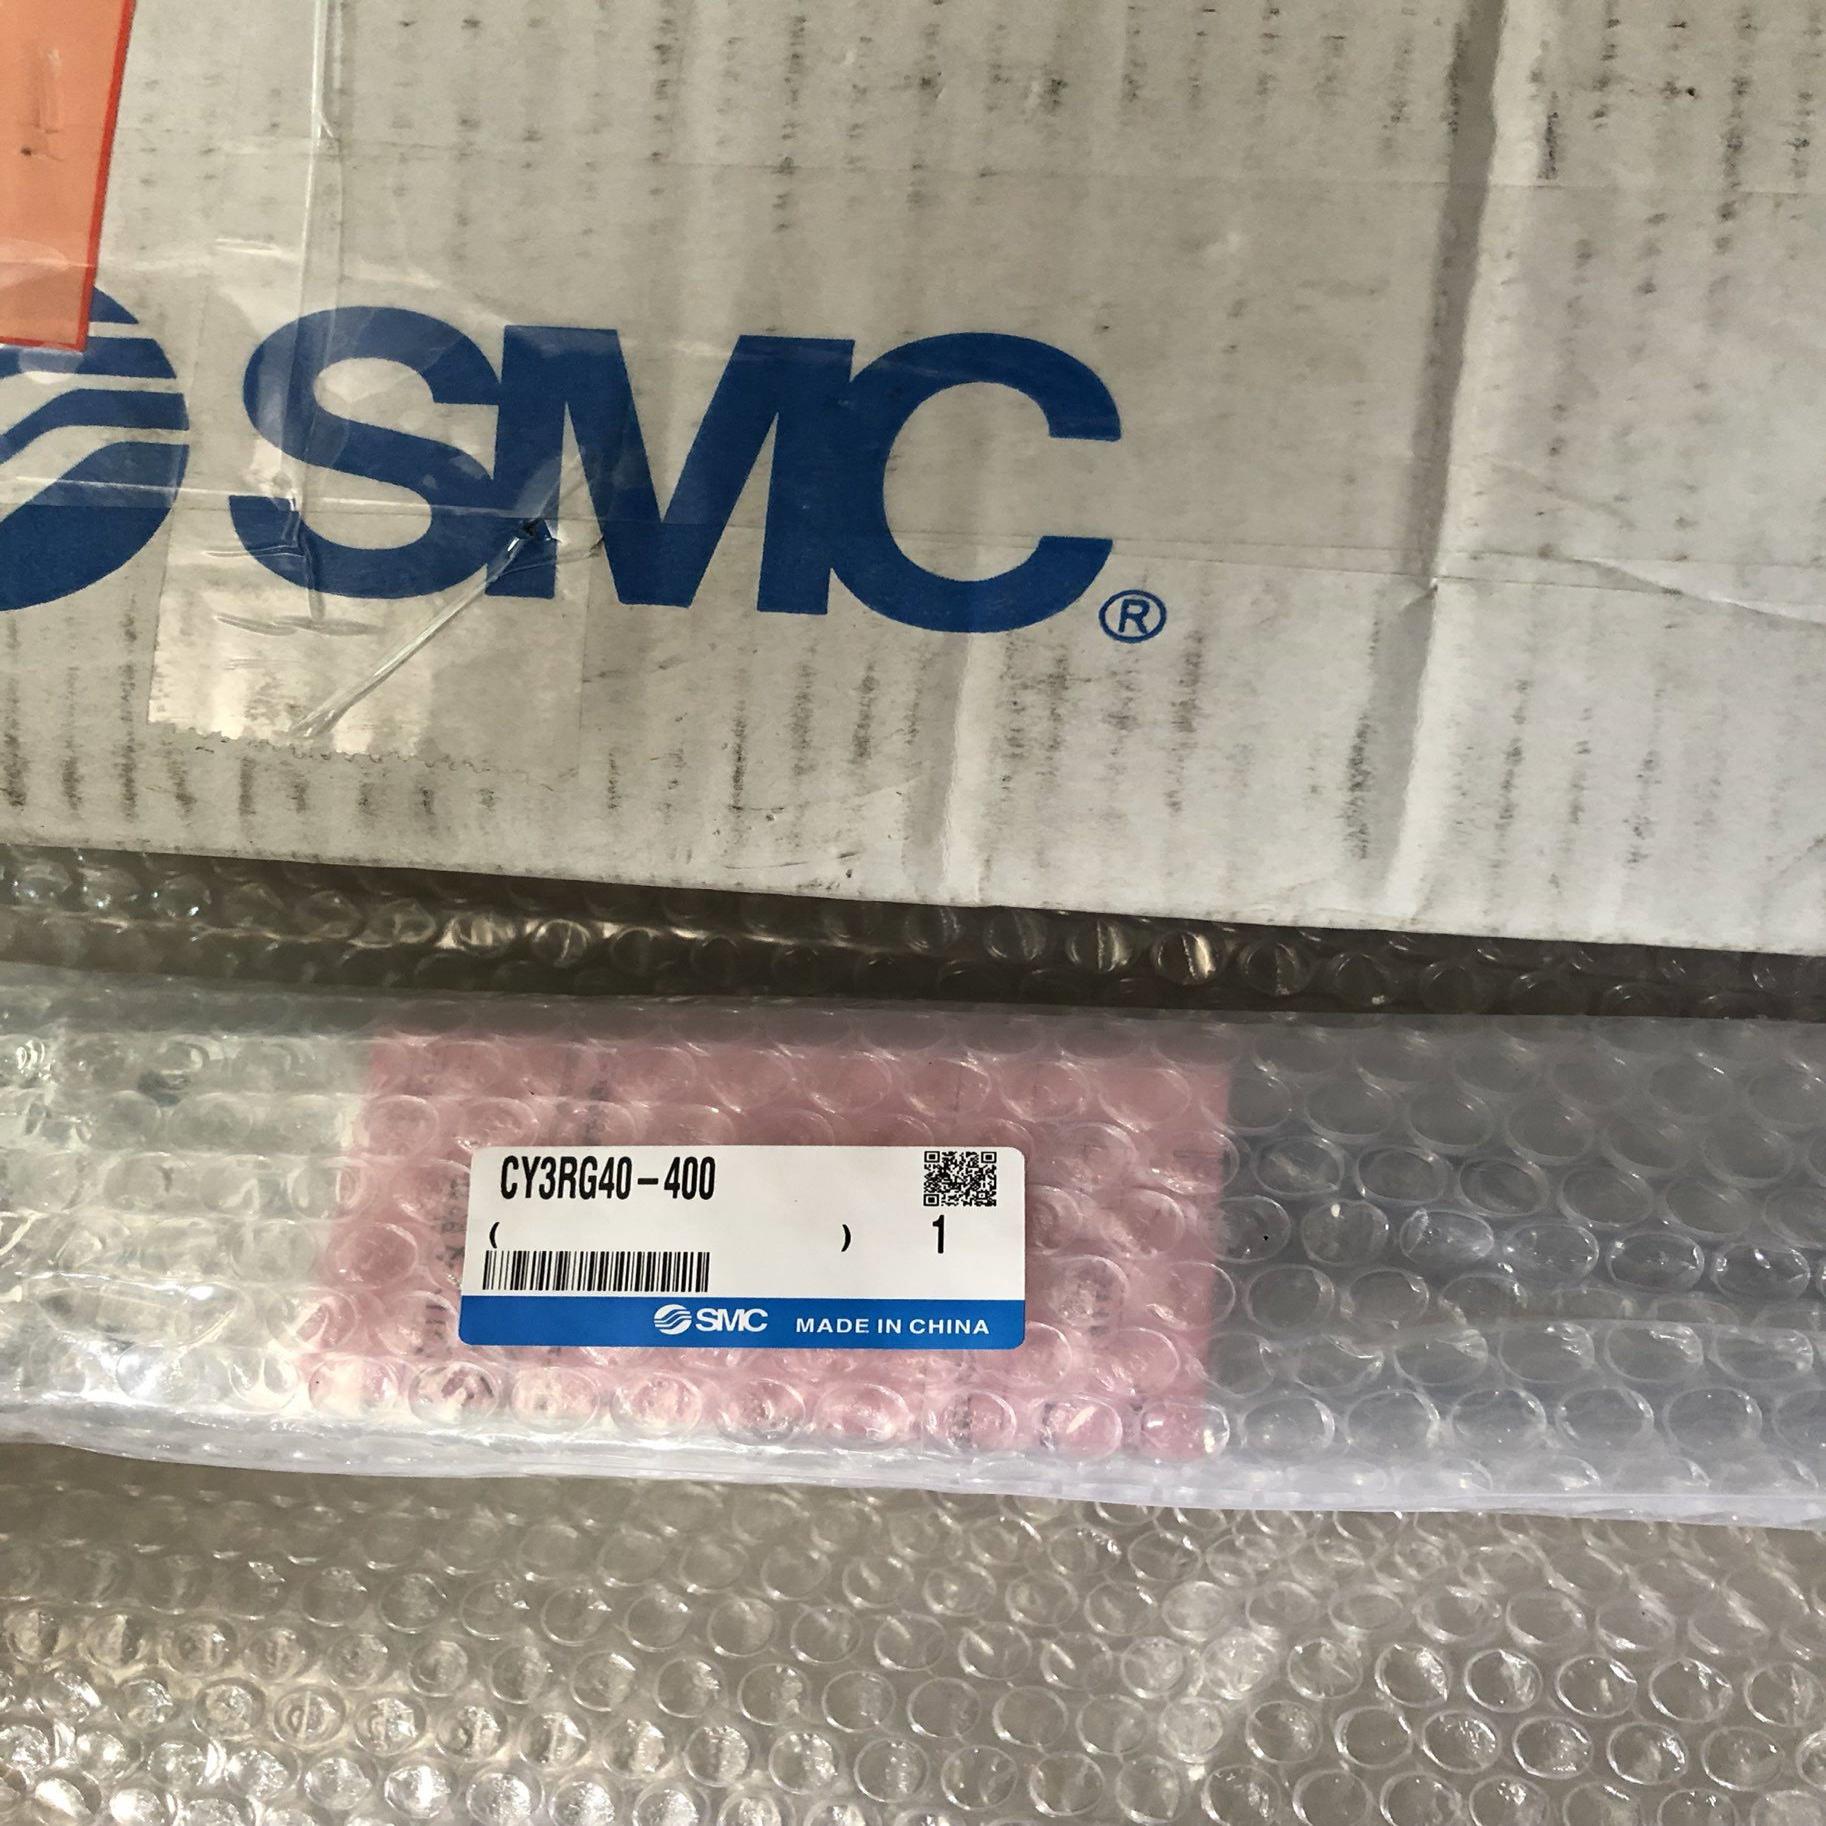 SMC®
CY3RG40-400
( ) 1
SMC MADE IN CHINA